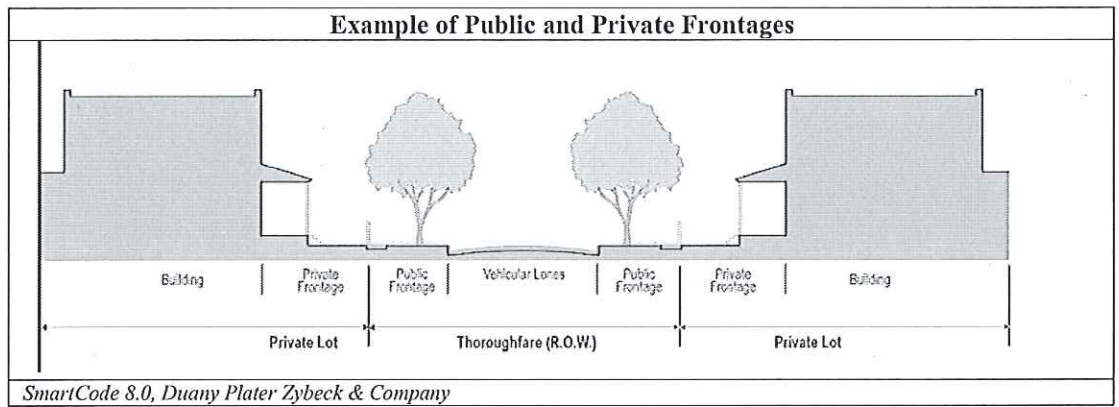 Example of Public and Private Frontages
Building
Private
Frontage
Public
Frontage
Vehicular Lanes
Public
Frontage
Private
Frontage
Building
Private Lot
Thoroughfare (R.O.W.)
Private Lot
SmartCode 8.0, Duany Plater Zybeck & Company